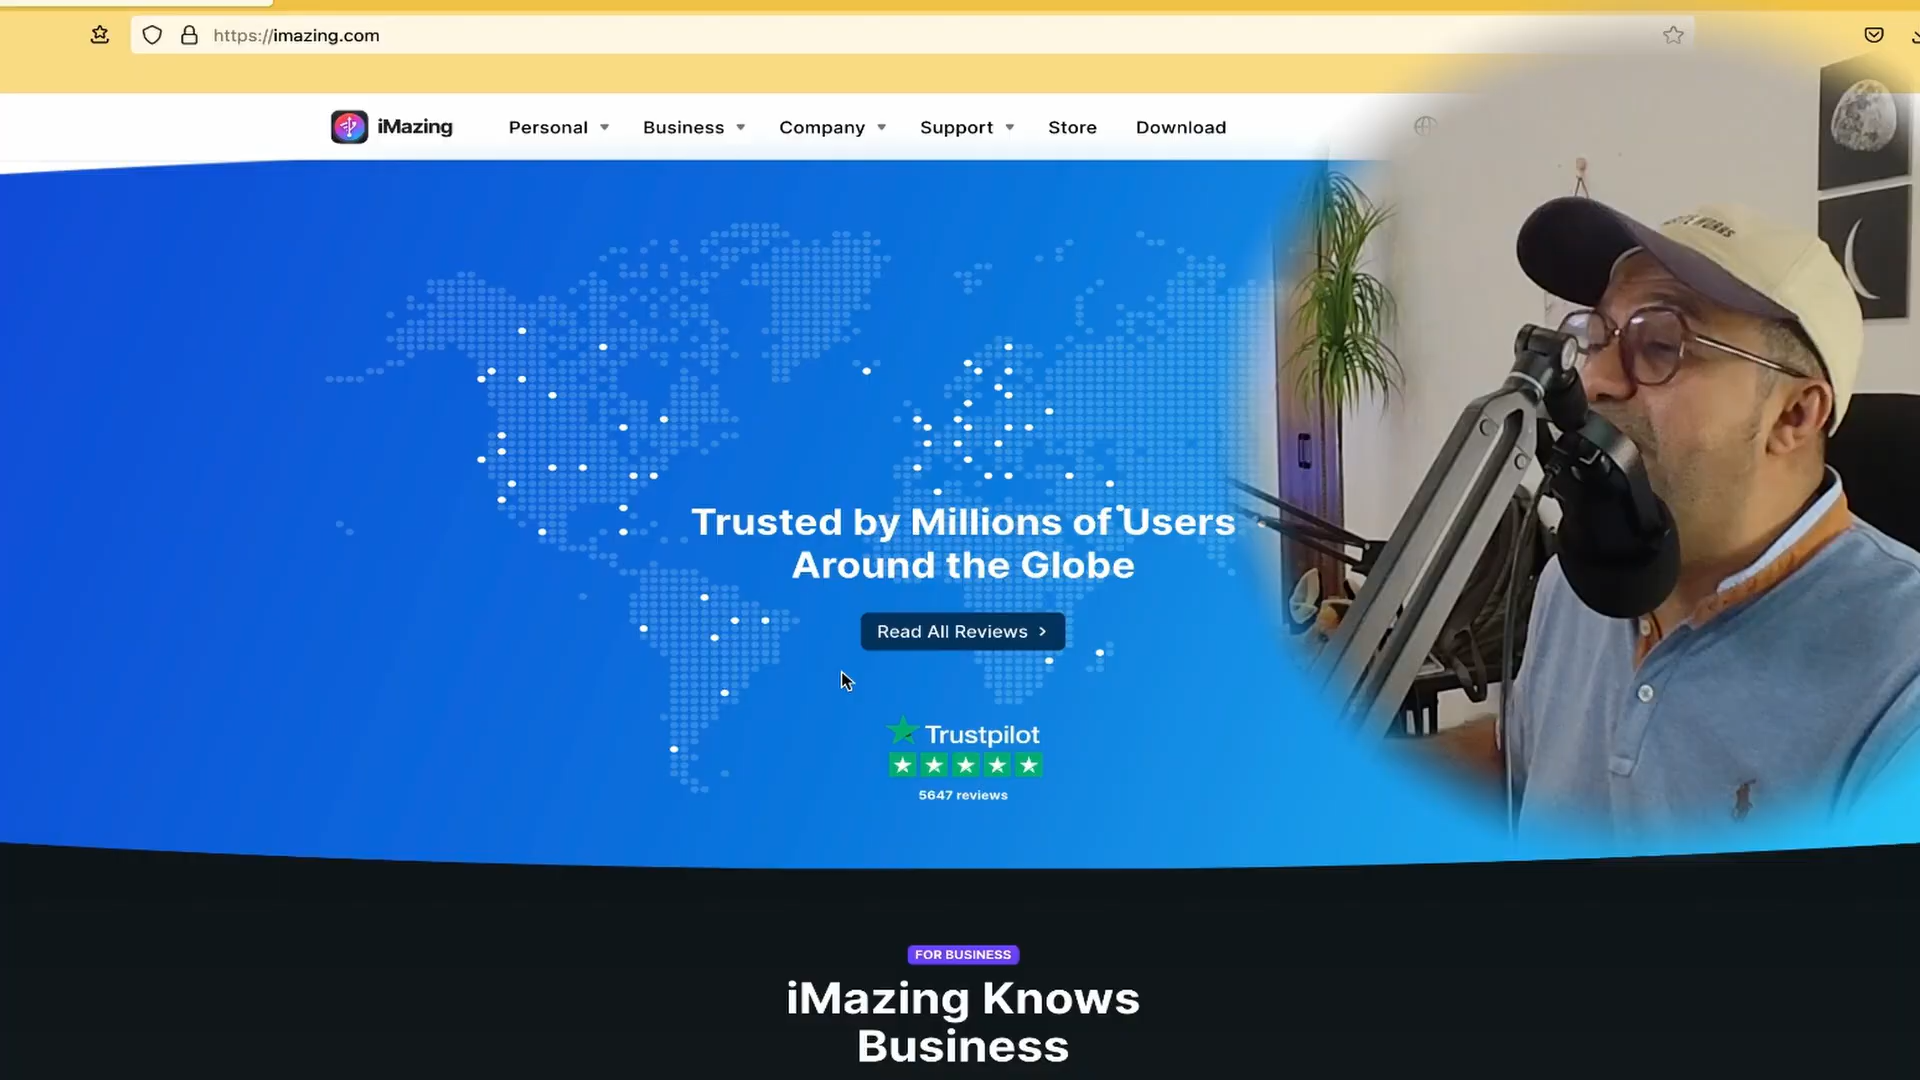 https://imazing.com
iMazing Personal Business Company Support Store Download
Trusted by Millions of Users
Around the Globe
Read All Reviews
Trustpilot
5647 reviews
FOR BUSINESS
iMazing Knows
Business